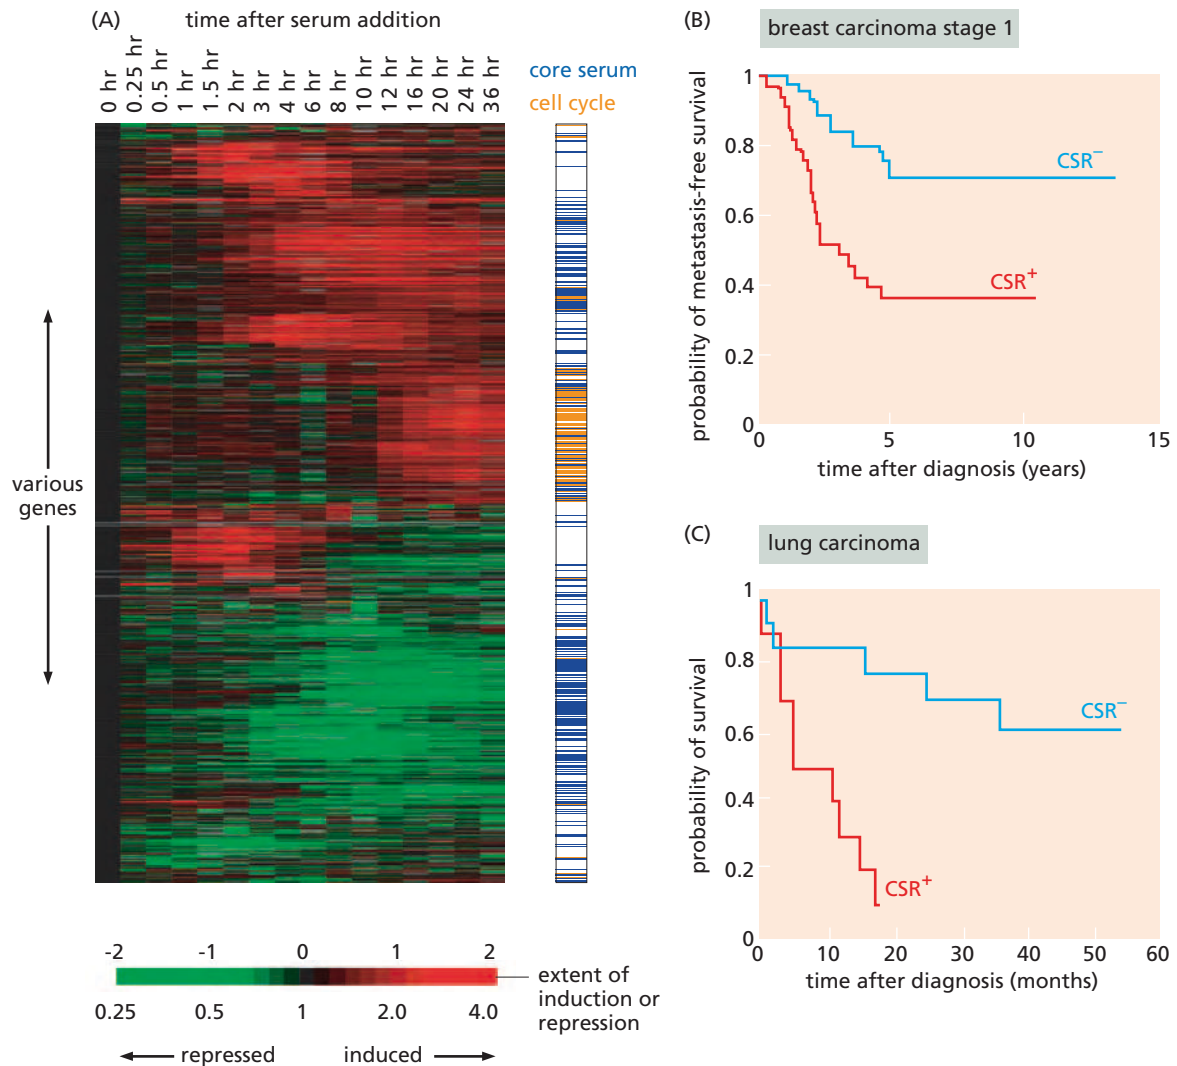 (A)
time after serum addition
0 hr
0.25 hr
0.5 hr
1 hr
1.5 hr
2 hr
3 hr
4 hr
6 hr
8 hr
10 hr
12 hr
16 hr
20 hr
24 hr
36 hr
core serum
cell cycle
various
genes
-2 -1 0 1 2
0.25 0.5 1 2.0 4.0
extent of
induction or
repression
repressed induced
(B)
breast carcinoma stage 1
probability of metastasis-free survival
1
0.8
0.6
0.4
0.2
0
CSR⁻
CSR⁺
0 5 10 15
time after diagnosis (years)
(C)
lung carcinoma
probability of survival
1
0.8
0.6
0.4
0.2
0
CSR⁻
CSR⁺
0 10 20 30 40 50 60
time after diagnosis (months)